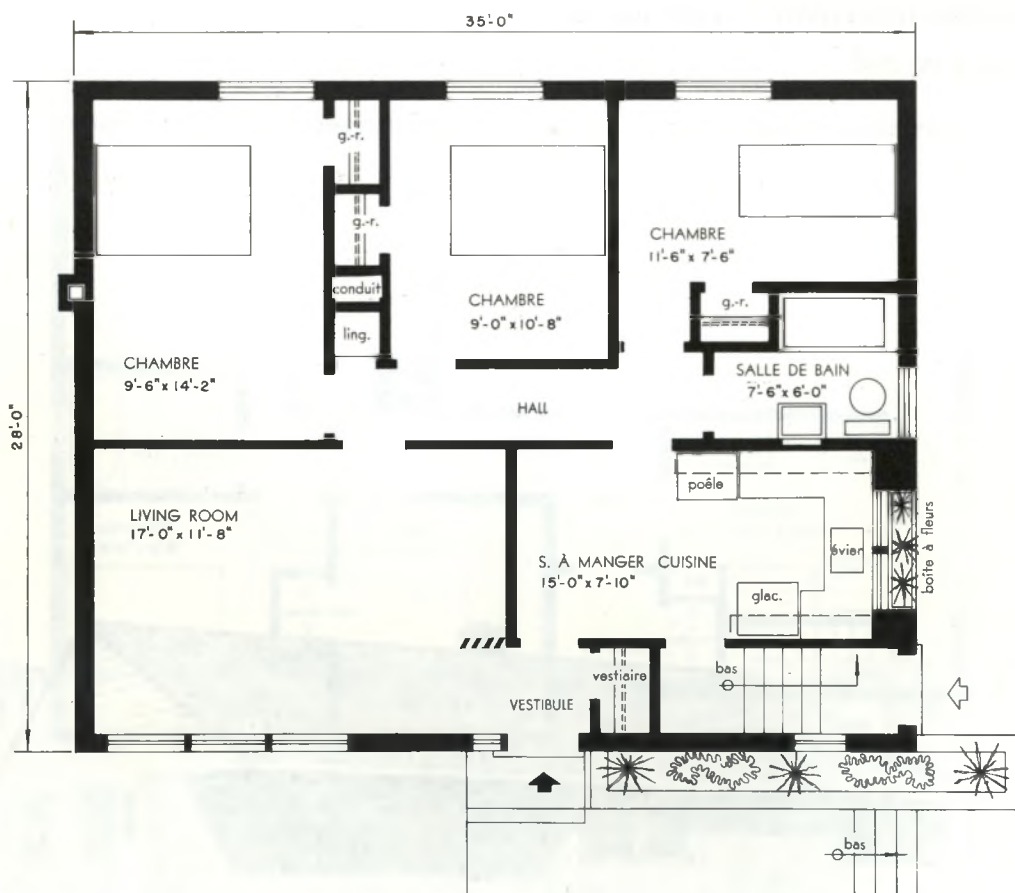 35'-0"
28'-0"
g.-r.
g.-r.
conduit
ling.
CHAMBRE
11'-6" x 7'-6"
CHAMBRE
9'-0" x 10'-8"
g.-r.
CHAMBRE
9'-6" x 14'-2"
SALLE DE BAIN
7'-6" x 6'-0"
HALL
LIVING ROOM
17'-0" x 11'-8"
poêle
S. À MANGER CUISINE
15'-0" x 7'-10"
évier
boîte à fleurs
glac.
vestiaire
bas
VESTIBULE
bas